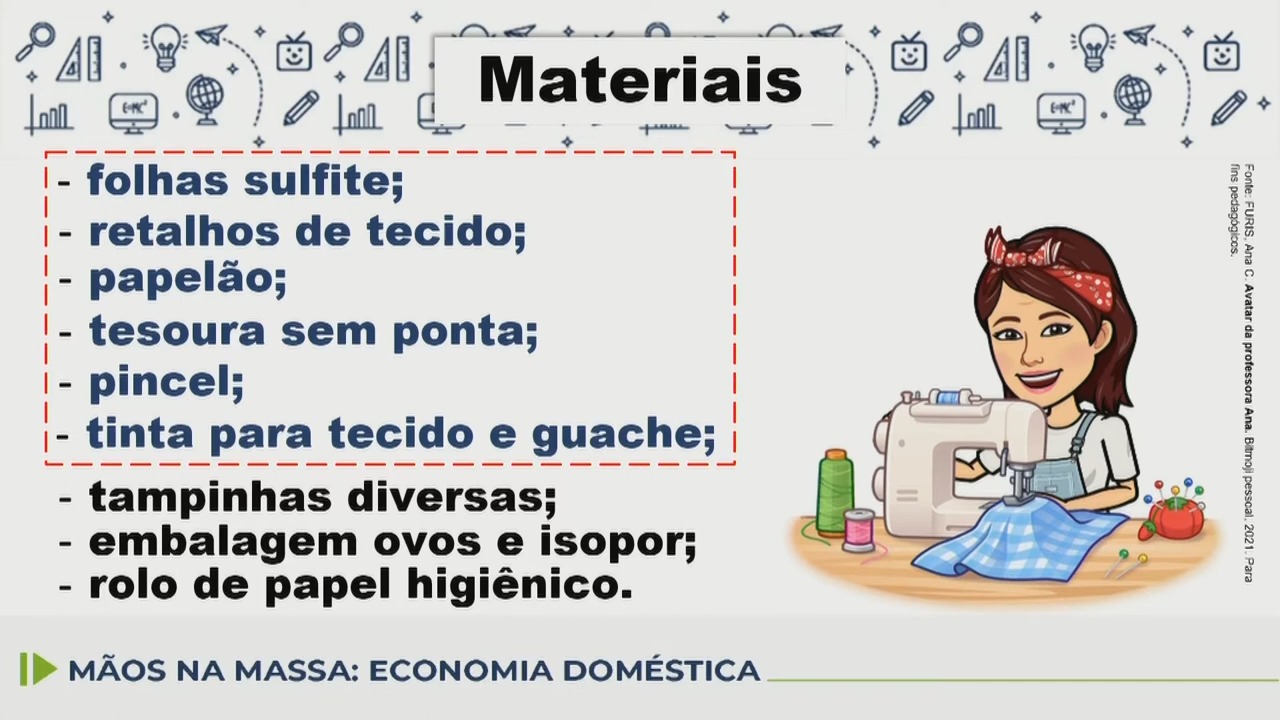 Materiais
- folhas sulfite;
- retalhos de tecido;
- papelão;
- tesoura sem ponta;
- pincel;
- tinta para tecido e guache;
- tampinhas diversas;
- embalagem ovos e isopor;
- rolo de papel higiênico.
Fonte: FURIS, Ana C. Avatar da professora Ana. Bitmoji pessoal, 2021. Para
fins pedagógicos.
MÃOS NA MASSA: ECONOMIA DOMÉSTICA